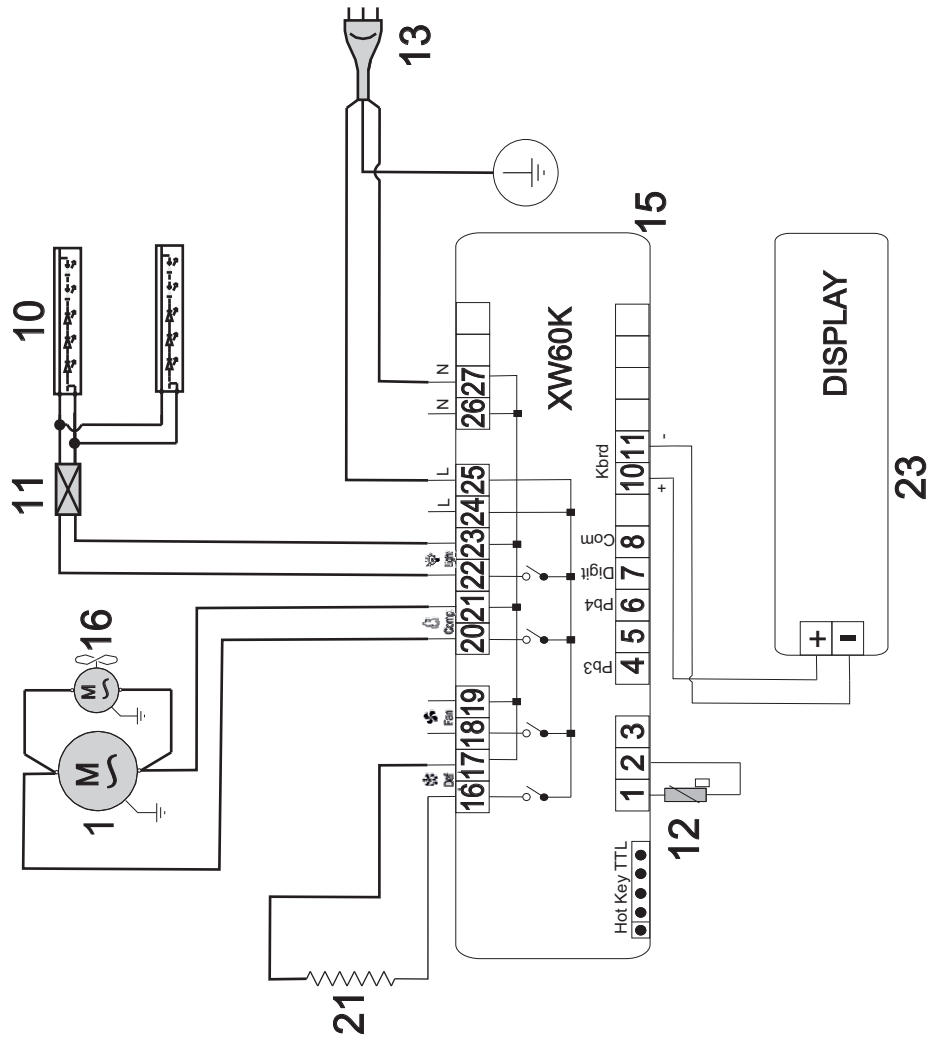 10
11
16
1
21
13
Def
Fan
Comp
Light
L
L
N
N
16 17 18 19 20 21 22 23 24 25 26 27
XW60K
15
Hot Key TTL
Pb3
Pb4
Digit
Com
Kbrd
1 2 3 4 5 6 7 8 10 11
+
-
12
+
-
DISPLAY
23
M
M